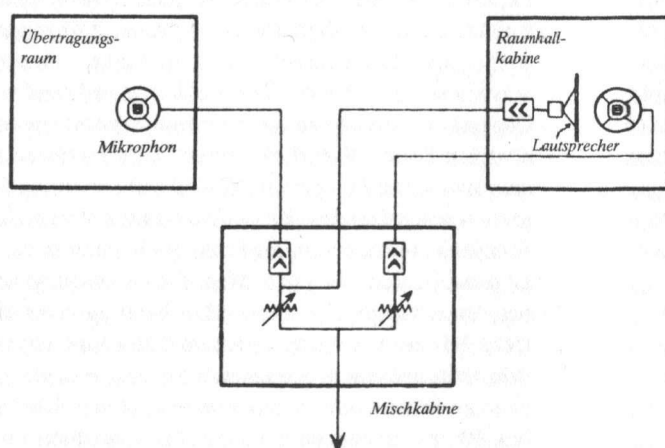 Übertragungs-
raum
Mikrophon
Raumhall-
kabine
Lautsprecher
Mischkabine